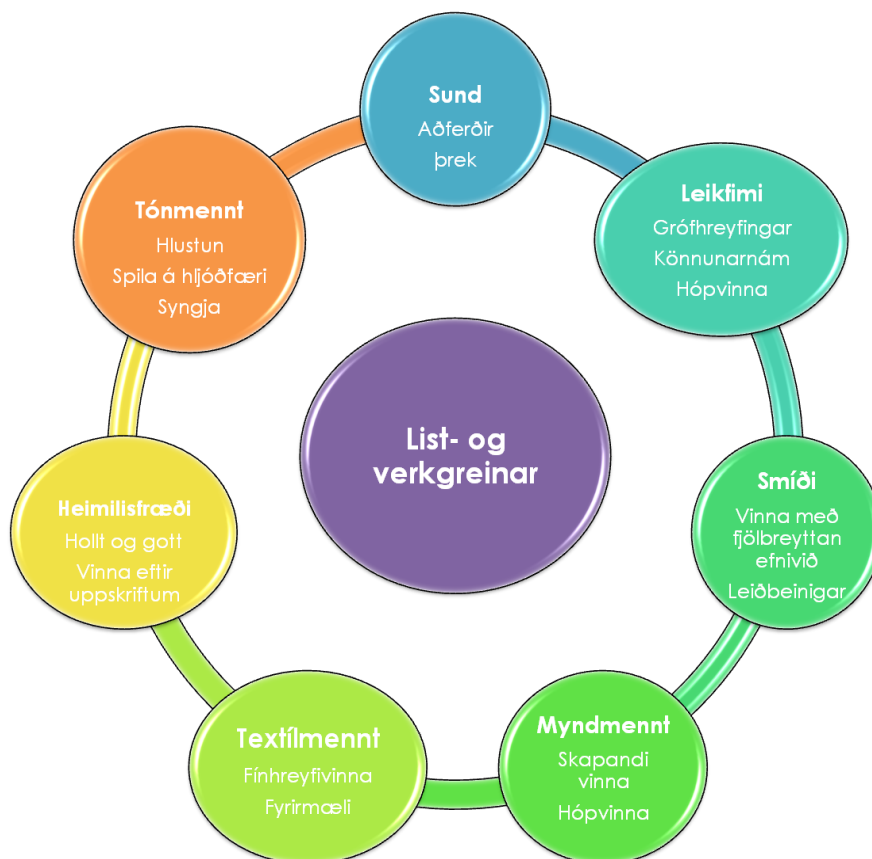 Sund
Aðferðir
þrek
Leikfimi
Grófhreyfingar
Könnunarnám
Hópvinna
Smíði
Vinna með
fjölbreyttan
efnivið
Leiðbeinigar
Myndmennt
Skapandi
vinna
Hópvinna
Textílmennt
Fínhreyfivinna
Fyrirmæli
Heimilisfræði
Hollt og gott
Vinna eftir
uppskriftum
Tónmennt
Hlustun
Spila á hljóðfæri
Syngja
List- og
verkgreinar